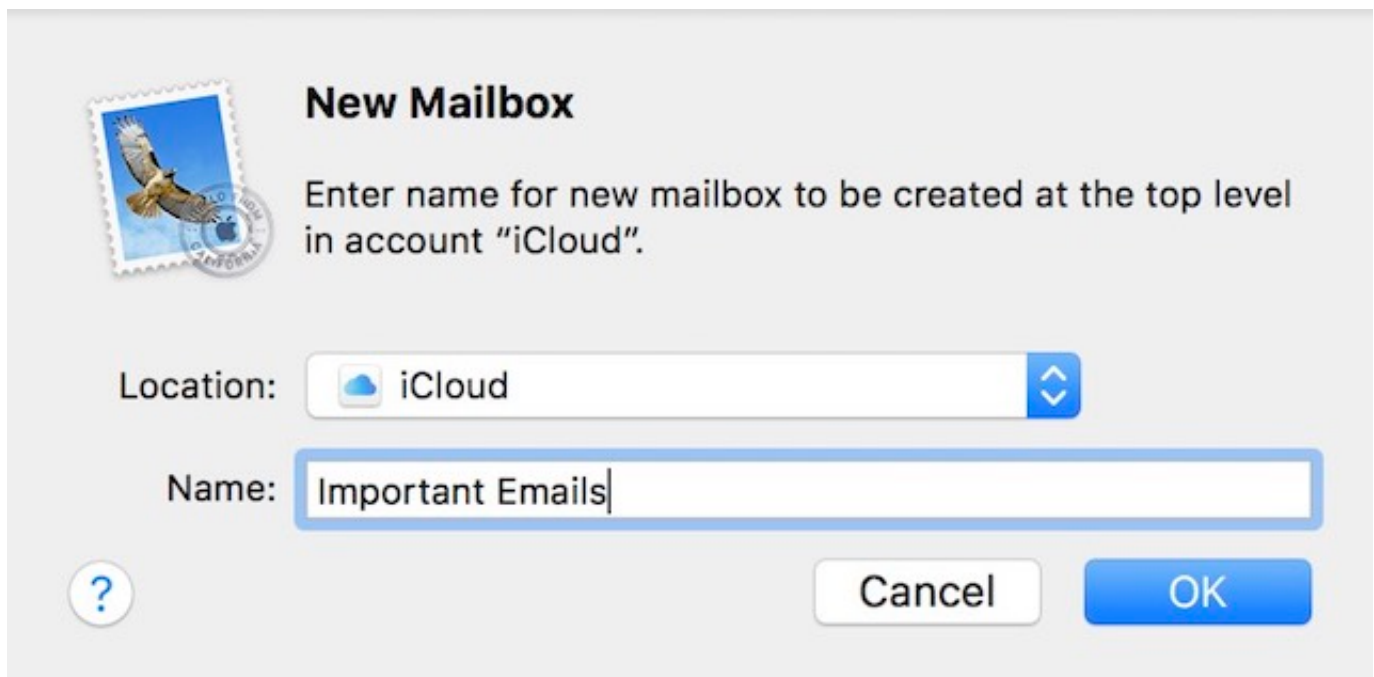 New Mailbox
Enter name for new mailbox to be created at the top level
in account “iCloud”.
Location: iCloud
Name: Important Emails
? Cancel OK
CALIFORNIA